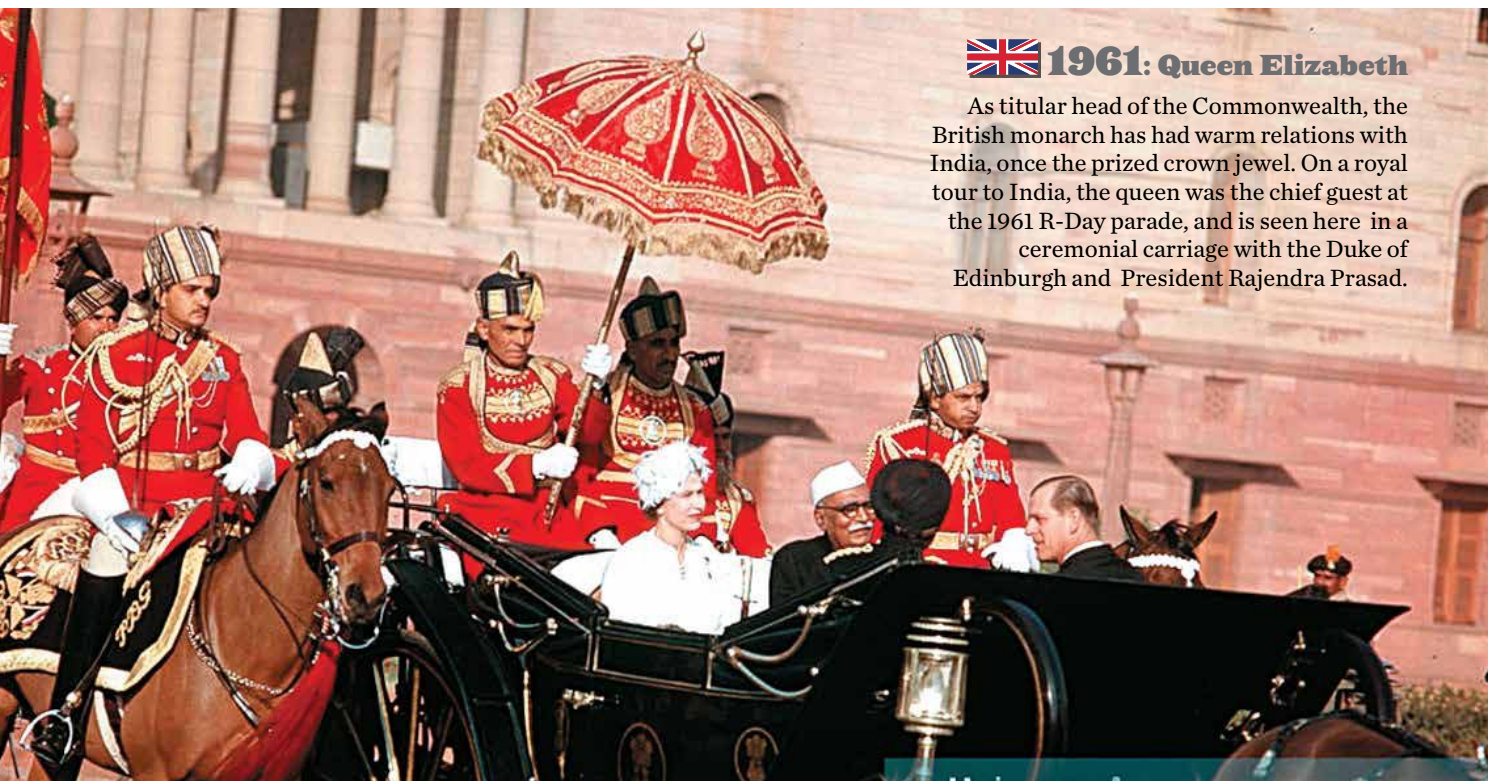 1961: Queen Elizabeth
As titular head of the Commonwealth, the
British monarch has had warm relations with
India, once the prized crown jewel. On a royal
tour to India, the queen was the chief guest at
the 1961 R-Day parade, and is seen here in a
ceremonial carriage with the Duke of
Edinburgh and President Rajendra Prasad.